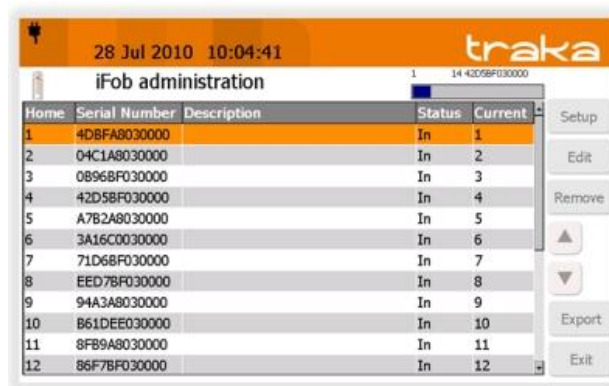 28 Jul 2010 10:04:41
traka
iFob administration
1 14 42D5BF030000
Home Serial Number Description Status Current
1 4DBFA8030000 In 1
2 04C1A8030000 In 2
3 0B96BF030000 In 3
4 42D5BF030000 In 4
5 A7B2A8030000 In 5
6 3A16C0030000 In 6
7 71D6BF030000 In 7
8 EED7BF030000 In 8
9 94A3A8030000 In 9
10 B61DEE030000 In 10
11 8FB9A8030000 In 11
12 86F7BF030000 In 12
Setup
Edit
Remove
Export
Exit